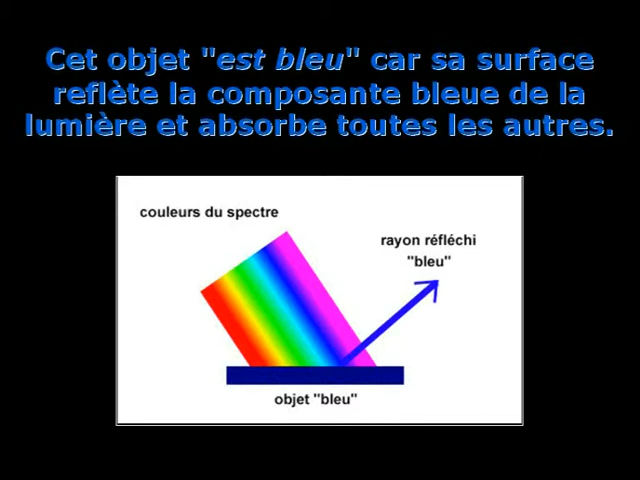 Cet objet "est bleu" car sa surface
reflète la composante bleue de la
lumière et absorbe toutes les autres.
couleurs du spectre
rayon réfléchi
"bleu"
objet "bleu"